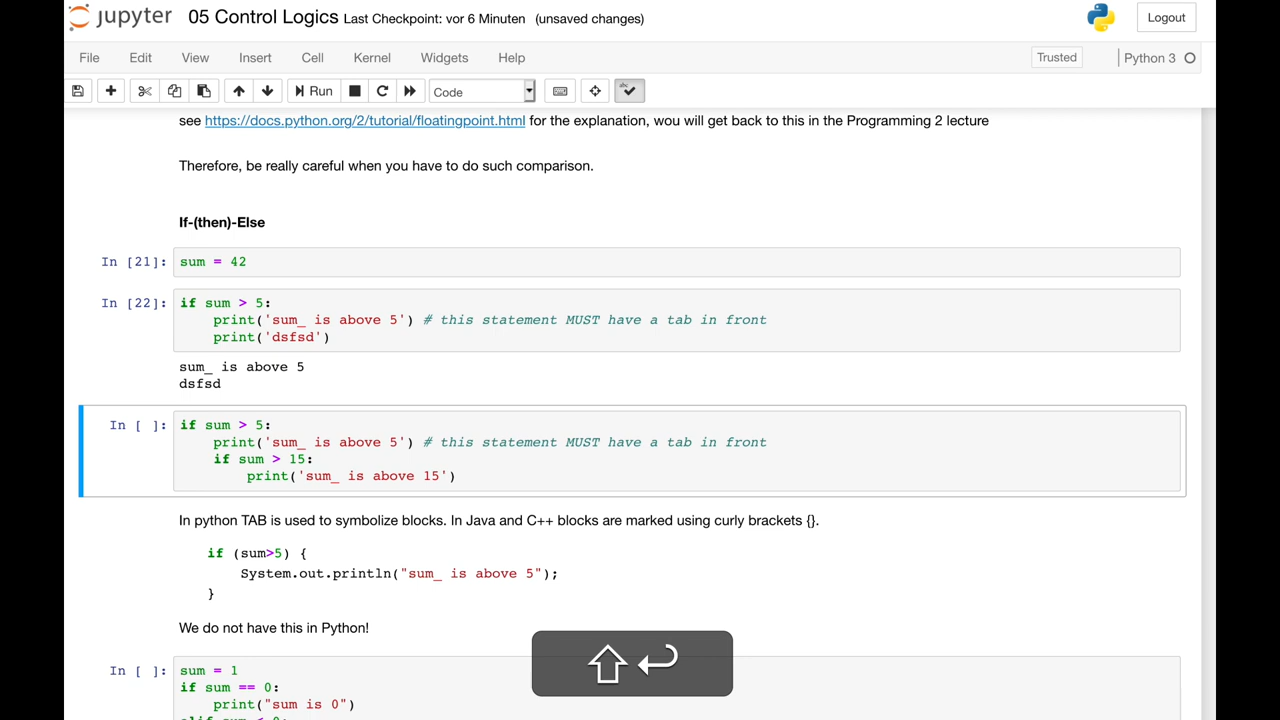 jupyter 05 Control Logics Last Checkpoint: vor 6 Minuten (unsaved changes) Logout
File Edit View Insert Cell Kernel Widgets Help Trusted Python 3
Run Code
see https://docs.python.org/2/tutorial/floatingpoint.html for the explanation, wou will get back to this in the Programming 2 lecture
Therefore, be really careful when you have to do such comparison.
If-(then)-Else
In [21]: sum = 42
In [22]: if sum > 5:
print('sum_ is above 5') # this statement MUST have a tab in front
print('dsfsd')
sum_ is above 5
dsfsd
In [ ]: if sum > 5:
print('sum_ is above 5') # this statement MUST have a tab in front
if sum > 15:
print('sum_ is above 15')
In python TAB is used to symbolize blocks. In Java and C++ blocks are marked using curly brackets {}.
if (sum>5) {
System.out.println("sum_ is above 5");
}
We do not have this in Python!
In [ ]: sum = 1
if sum == 0:
print("sum is 0")